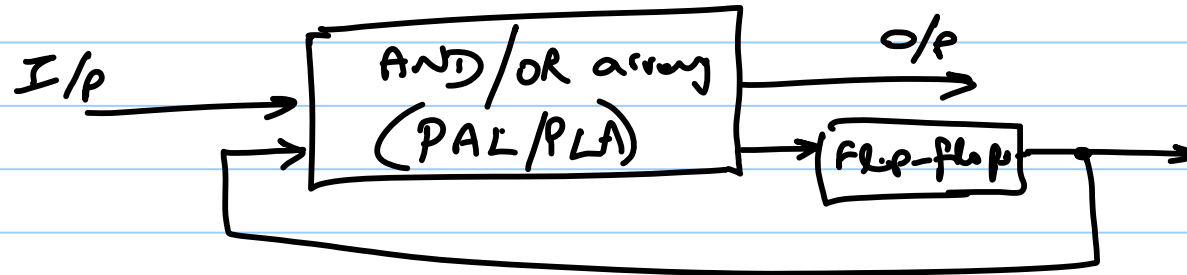 I/p
AND/OR array
(PAL/PLA)
O/p
Flip-flop